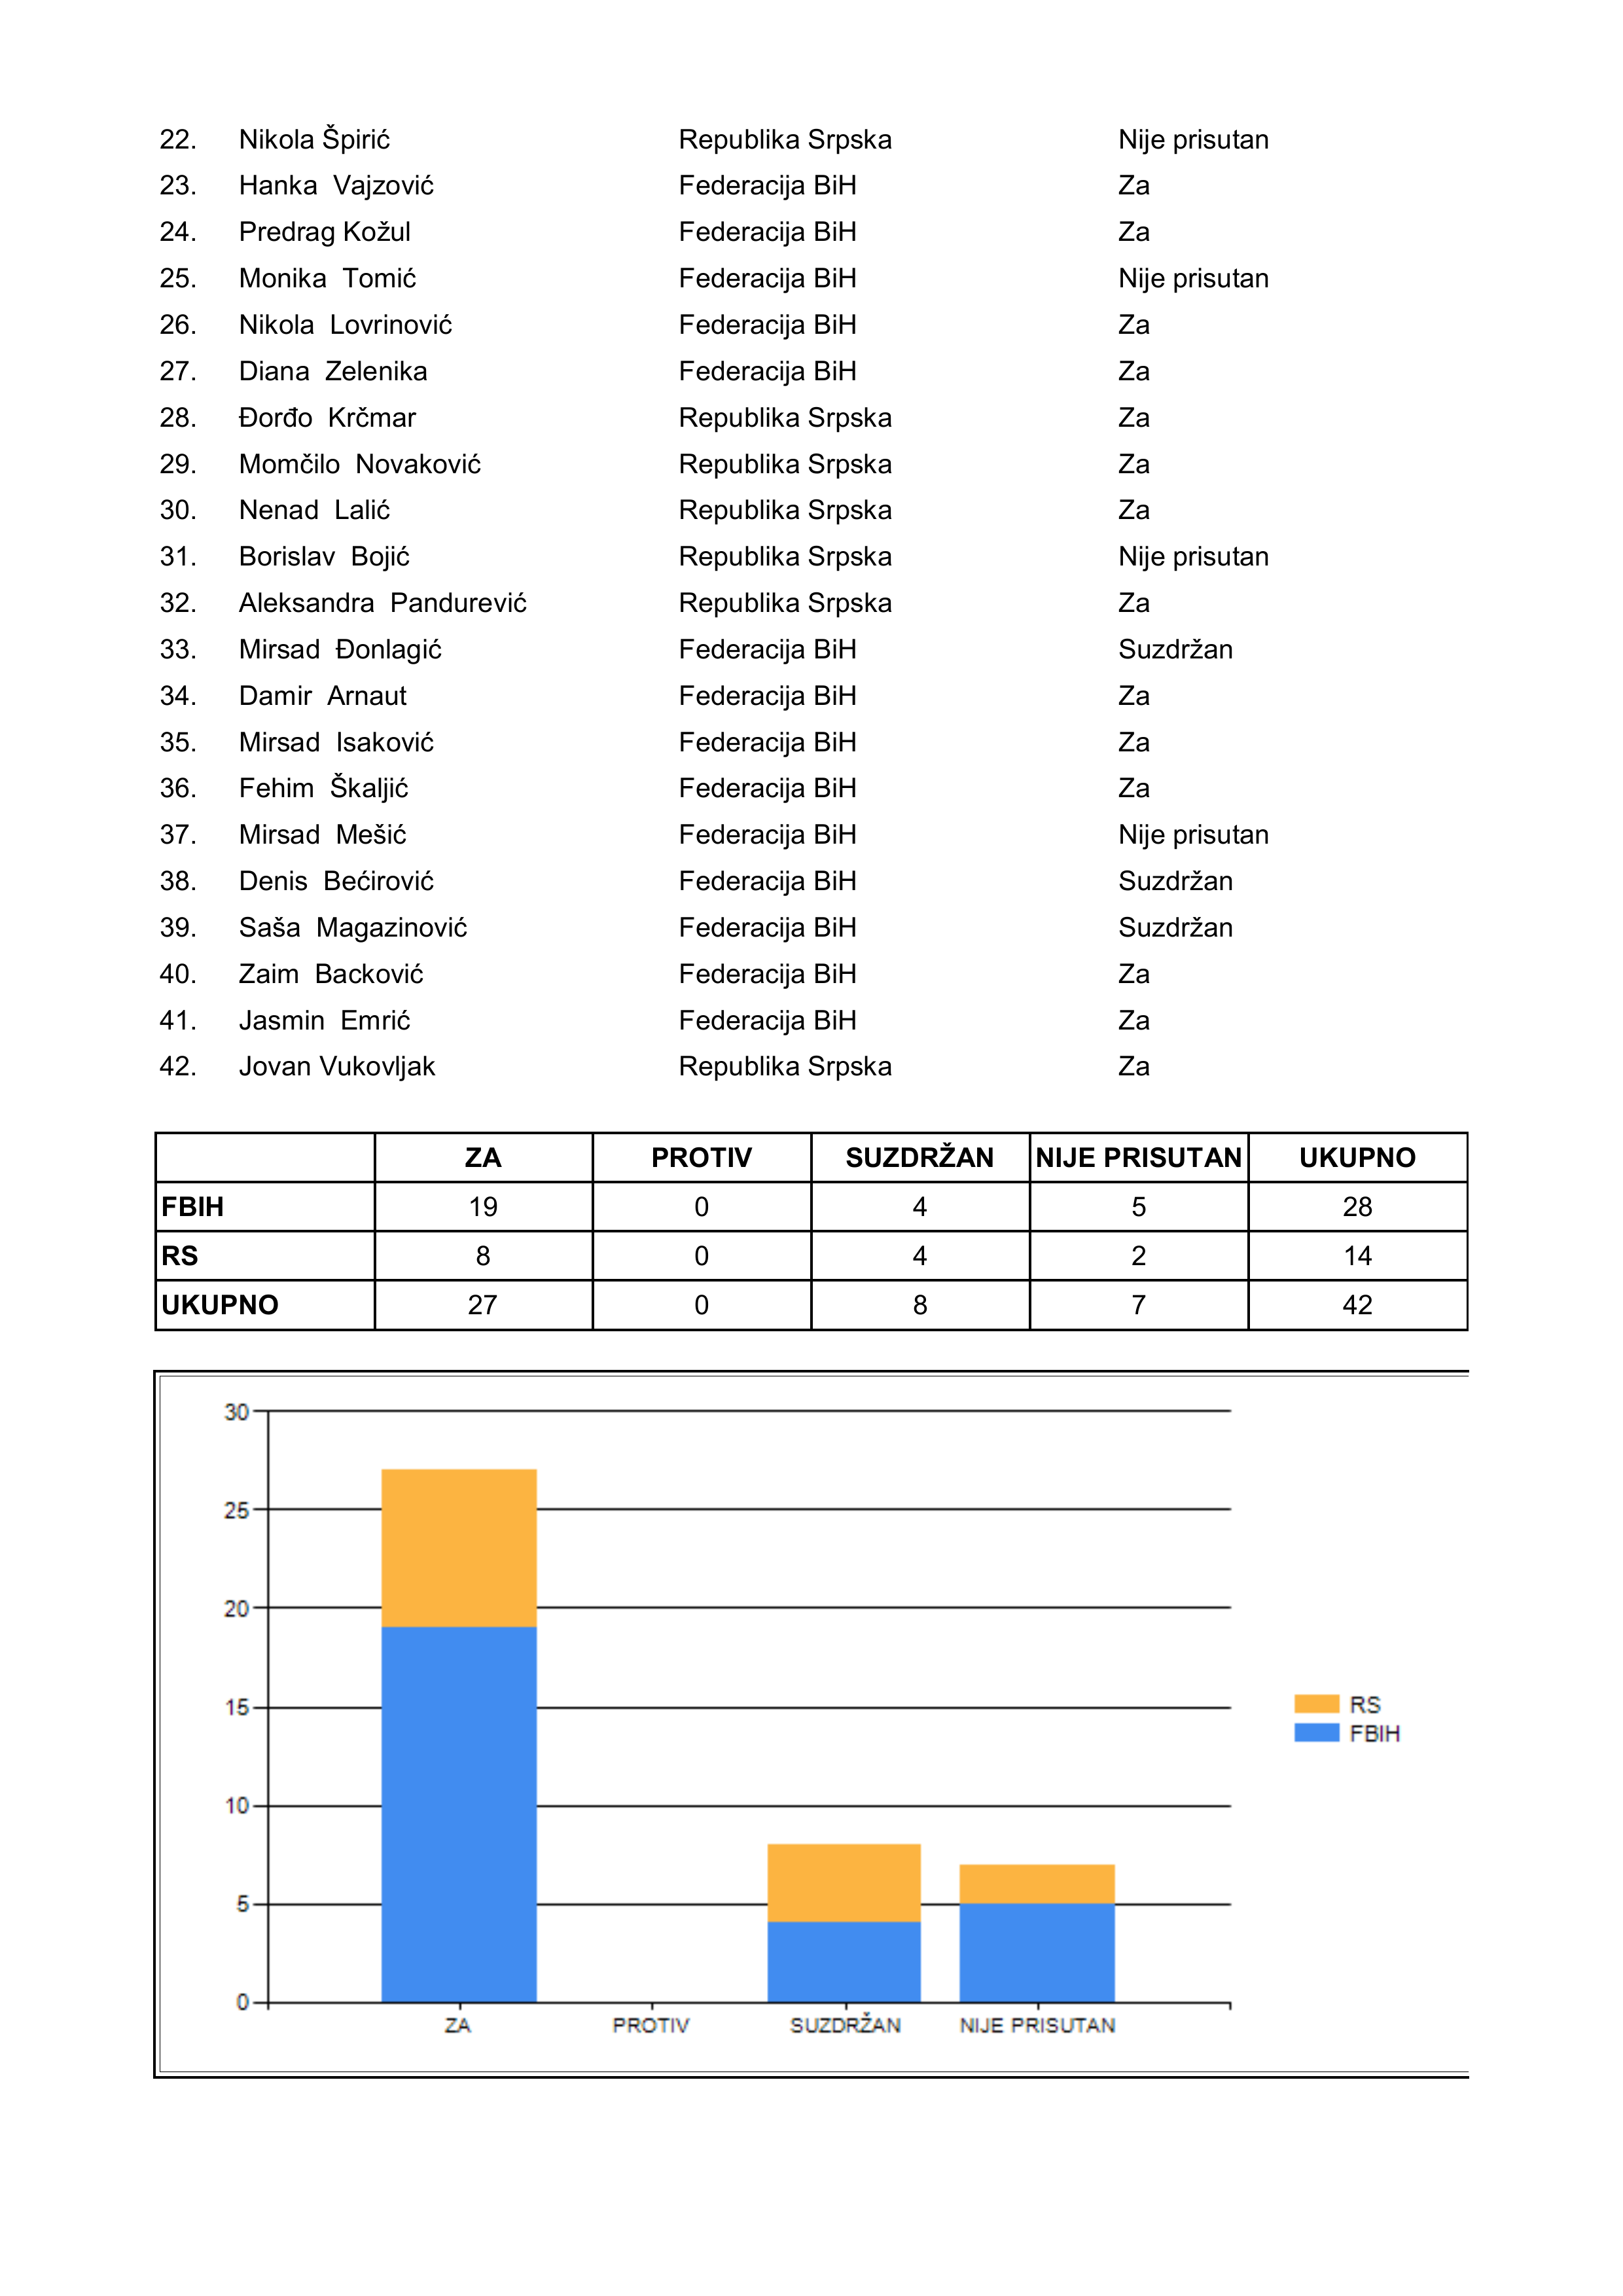 22. Nikola Špirić Republika Srpska Nije prisutan
23. Hanka Vajzović Federacija BiH Za
24. Predrag Kožul Federacija BiH Za
25. Monika Tomić Federacija BiH Nije prisutan
26. Nikola Lovrinović Federacija BiH Za
27. Diana Zelenika Federacija BiH Za
28. Đorđo Krčmar Republika Srpska Za
29. Momčilo Novaković Republika Srpska Za
30. Nenad Lalić Republika Srpska Za
31. Borislav Bojić Republika Srpska Nije prisutan
32. Aleksandra Pandurević Republika Srpska Za
33. Mirsad Đonlagić Federacija BiH Suzdržan
34. Damir Arnaut Federacija BiH Za
35. Mirsad Isaković Federacija BiH Za
36. Fehim Škaljić Federacija BiH Za
37. Mirsad Mešić Federacija BiH Nije prisutan
38. Denis Bećirović Federacija BiH Suzdržan
39. Saša Magazinović Federacija BiH Suzdržan
40. Zaim Backović Federacija BiH Za
41. Jasmin Emrić Federacija BiH Za
42. Jovan Vukovljak Republika Srpska Za
ZA PROTIV SUZDRŽAN NIJE PRISUTAN UKUPNO
FBIH 19 0 4 5 28
RS 8 0 4 2 14
UKUPNO 27 0 8 7 42
30
25
20
15
10
5
0
ZA PROTIV SUZDRŽAN NIJE PRISUTAN
RS
FBIH